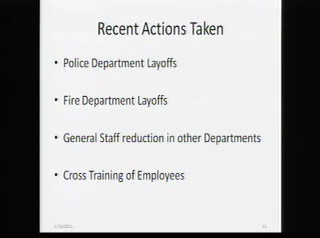 Recent Actions Taken
• Police Department Layoffs
• Fire Department Layoffs
• General Staff reduction in other Departments
• Cross Training of Employees